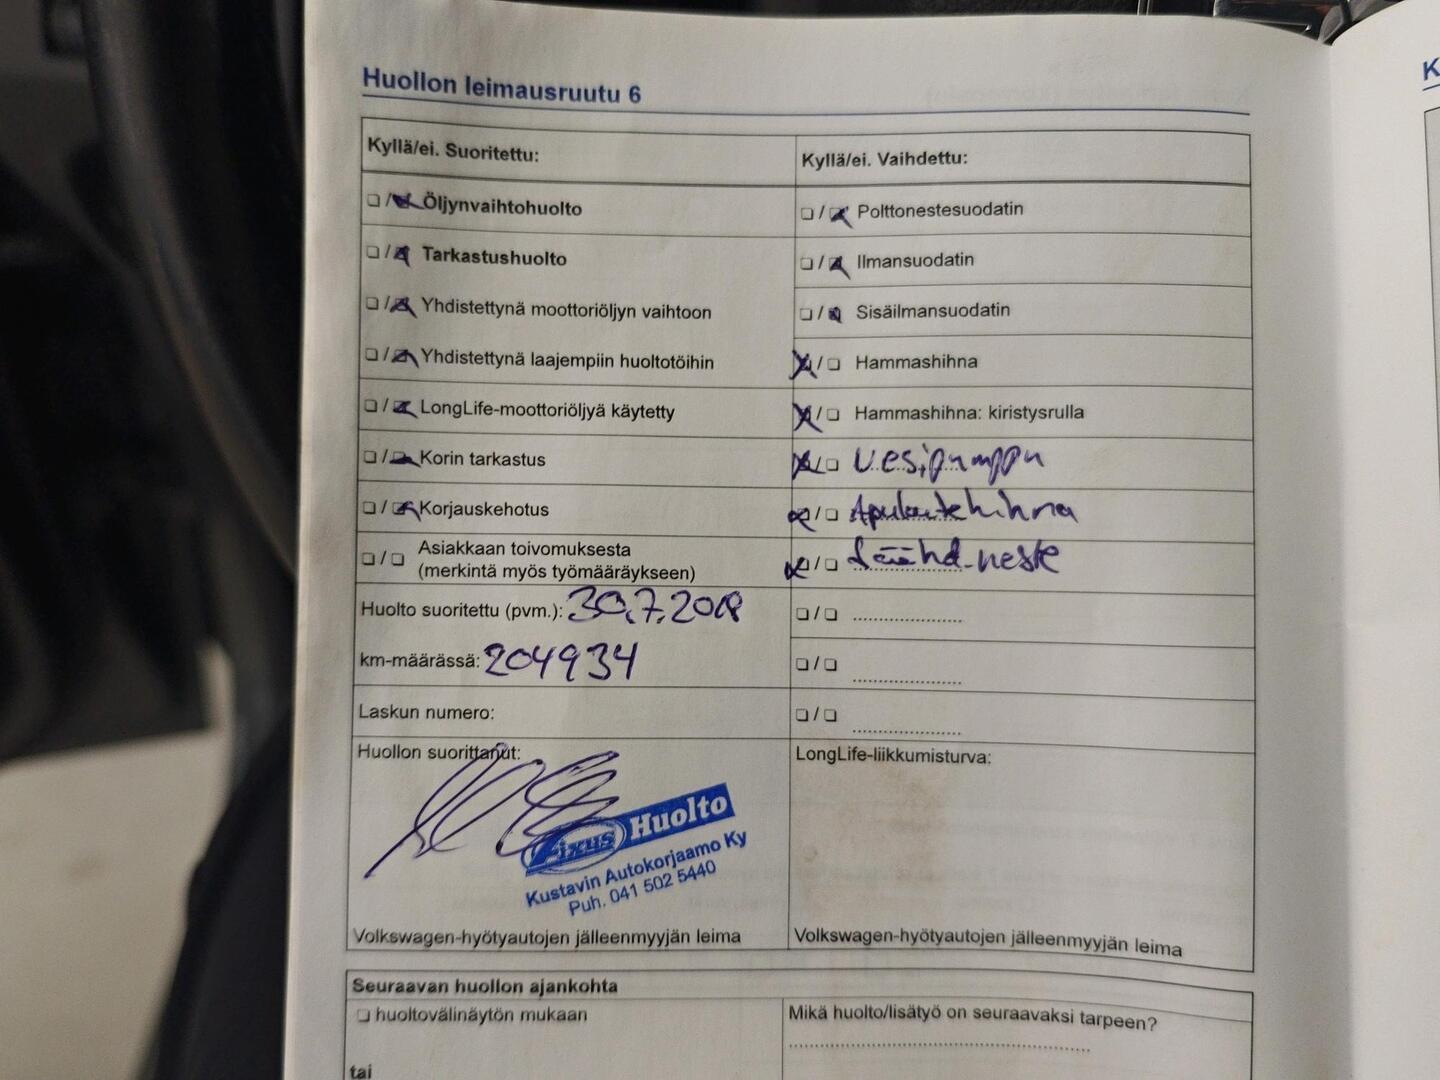 Huollon leimausruutu 6
K
Kyllä/ei. Suoritettu:
Öljynvaihtohuolto
Tarkastushuolto
Yhdistettynä moottoriöljyn vaihtoon
Yhdistettynä laajempiin huoltotöihin
LongLife-moottoriöljyä käytetty
Korin tarkastus
Korjauskehotus
Asiakkaan toivomuksesta
(merkintä myös työmääräykseen)
Huolto suoritettu (pvm.): 30.7.2018
km-määrässä: 204934
Laskun numero:
Huollon suorittanut:
Fixus Huolto
Kustavin Autokorjaamo Ky
Puh. 041 502 5440
Volkswagen-hyötyautojen jälleenmyyjän leima
Kyllä/ei. Vaihdettu:
Polttonestesuodatin
Ilmansuodatin
Sisäilmansuodatin
Hammashihna
Hammashihna: kiristysrulla
Vesipumppu
Apulaitehihna
Jäähd.neste
LongLife-liikkumisturva:
Volkswagen-hyötyautojen jälleenmyyjän leima
Seuraavan huollon ajankohta
huoltovälinäytön mukaan
tai
Mikä huolto/lisätyö on seuraavaksi tarpeen?